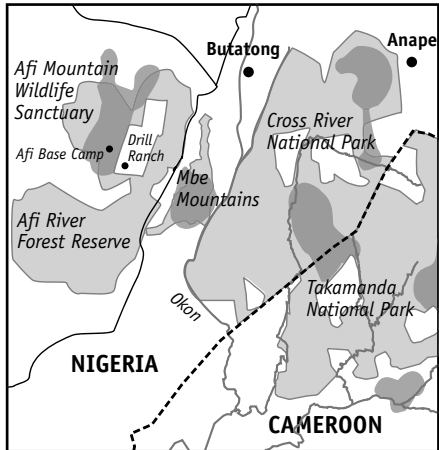 Butatong
Anape
Afi Mountain
Wildlife
Sanctuary
Cross River
National Park
Drill
Ranch
Afi Base Camp
Mbe
Mountains
Afi River
Forest Reserve
Takamanda
National Park
Okon
NIGERIA
CAMEROON